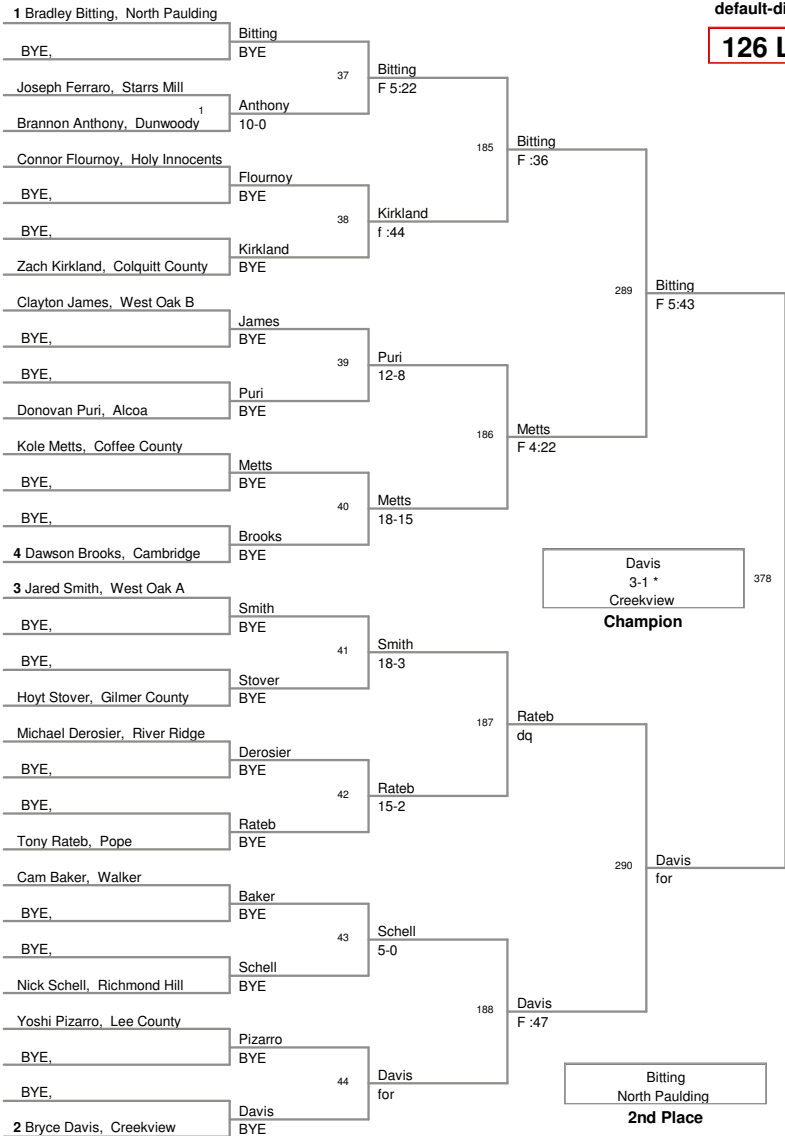 default-di
126 L
1 Bradley Bitting, North Paulding
Bitting
BYE,
BYE
37
Bitting
F 5:22
Joseph Ferraro, Starrs Mill
1
Anthony
Brannon Anthony, Dunwoody
10-0
185
Bitting
F :36
Connor Flournoy, Holy Innocents
Flournoy
BYE,
BYE
38
Kirkland
f :44
BYE,
Kirkland
Zach Kirkland, Colquitt County
BYE
289
Bitting
F 5:43
Clayton James, West Oak B
James
BYE,
BYE
39
Puri
12-8
BYE,
Puri
Donovan Puri, Alcoa
BYE
186
Metts
F 4:22
Kole Metts, Coffee County
Metts
BYE,
BYE
40
Metts
18-15
BYE,
Brooks
4 Dawson Brooks, Cambridge
BYE
Davis
3-1 *
Creekview
378
Champion
3 Jared Smith, West Oak A
Smith
BYE,
BYE
41
Smith
18-3
BYE,
Stover
Hoyt Stover, Gilmer County
BYE
187
Rateb
dq
Michael Derosier, River Ridge
Derosier
BYE,
BYE
42
Rateb
15-2
BYE,
Rateb
Tony Rateb, Pope
BYE
290
Davis
for
Cam Baker, Walker
Baker
BYE,
BYE
43
Schell
5-0
BYE,
Schell
Nick Schell, Richmond Hill
BYE
188
Davis
F :47
Yoshi Pizarro, Lee County
Pizarro
BYE,
BYE
44
Davis
for
BYE,
Davis
2 Bryce Davis, Creekview
BYE
Bitting
North Paulding
2nd Place